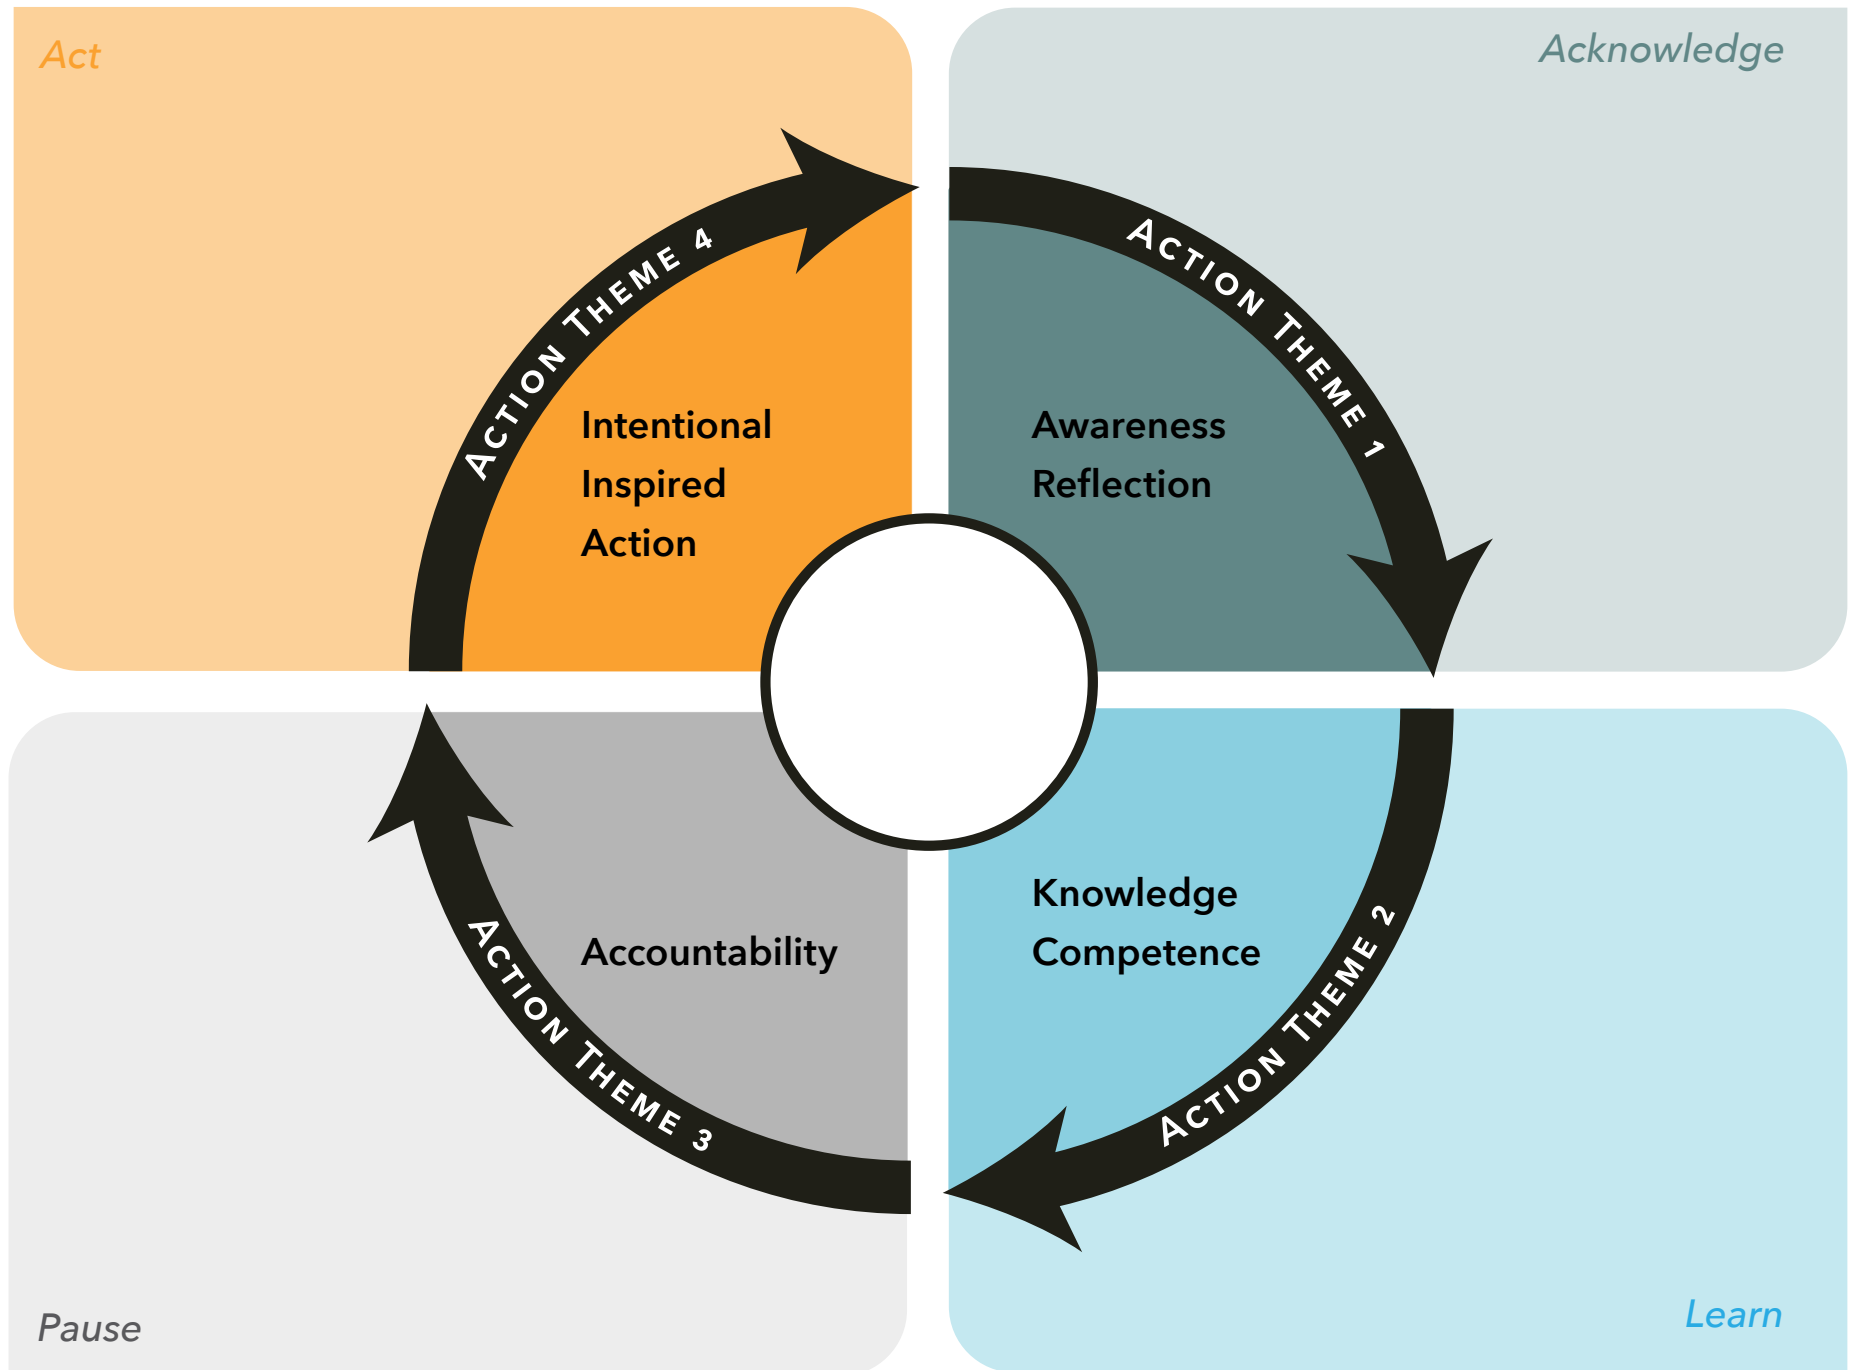 Act
Acknowledge
ACTION THEME 4
ACTION THEME 1
Intentional
Inspired
Action
Awareness
Reflection
Accountability
Knowledge
Competence
ACTION THEME 3
ACTION THEME 2
Pause
Learn